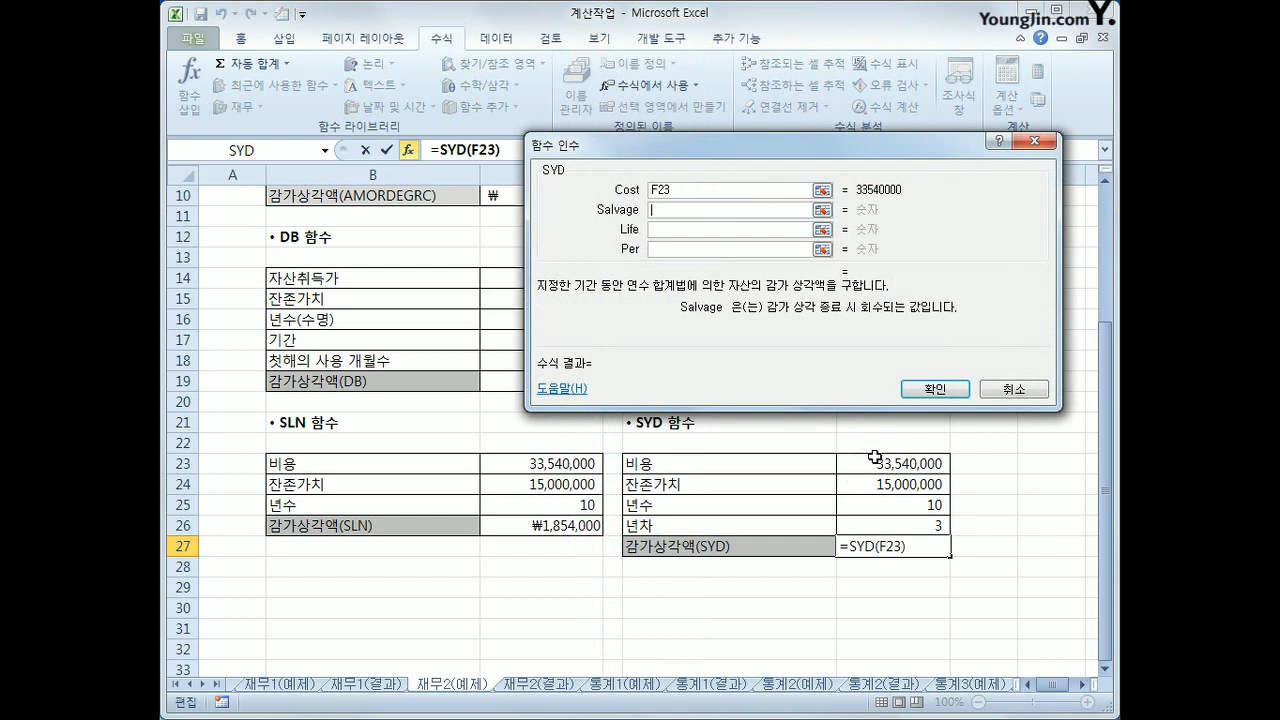 계산작업 - Microsoft Excel
YoungJin.com Y.
파일 홈 삽입 페이지 레이아웃 수식 데이터 검토 보기 개발 도구 추가 기능
fx 함수 삽입
Σ 자동 합계
최근에 사용한 함수
재무
논리
텍스트
날짜 및 시간
찾기/참조 영역
수학/삼각
함수 추가
함수 라이브러리
이름 관리자
이름 정의
수식에서 사용
선택 영역에서 만들기
정의된 이름
참조되는 셀 추적
참조하는 셀 추적
연결선 제거
수식 표시
오류 검사
수식 계산
수식 분석
조사식 창
계산 옵션
계산
SYD fx =SYD(F23)
함수 인수
SYD
Cost F23 = 33540000
Salvage = 숫자
Life = 숫자
Per = 숫자
=
지정한 기간 동안 연수 합계법에 의한 자산의 감가 상각액을 구합니다.
Salvage 은(는) 감가 상각 종료 시 회수되는 값입니다.
수식 결과=
도움말(H) 확인 취소
A B
10 감가상각액(AMORDEGRC) ₩
11
12 • DB 함수
13
14 자산취득가
15 잔존가치
16 년수(수명)
17 기간
18 첫해의 사용 개월수
19 감가상각액(DB)
20
21 • SLN 함수 • SYD 함수
22
23 비용 33,540,000 비용 33,540,000
24 잔존가치 15,000,000 잔존가치 15,000,000
25 년수 10 년수 10
26 감가상각액(SLN) ₩1,854,000 년차 3
27 감가상각액(SYD) =SYD(F23)
28
29
30
31
32
33
재무1(예제) 재무1(결과) 재무2(예제) 재무2(결과) 통계1(예제) 통계1(결과) 통계2(예제) 통계2(결과) 통계3(예제)
편집 100%